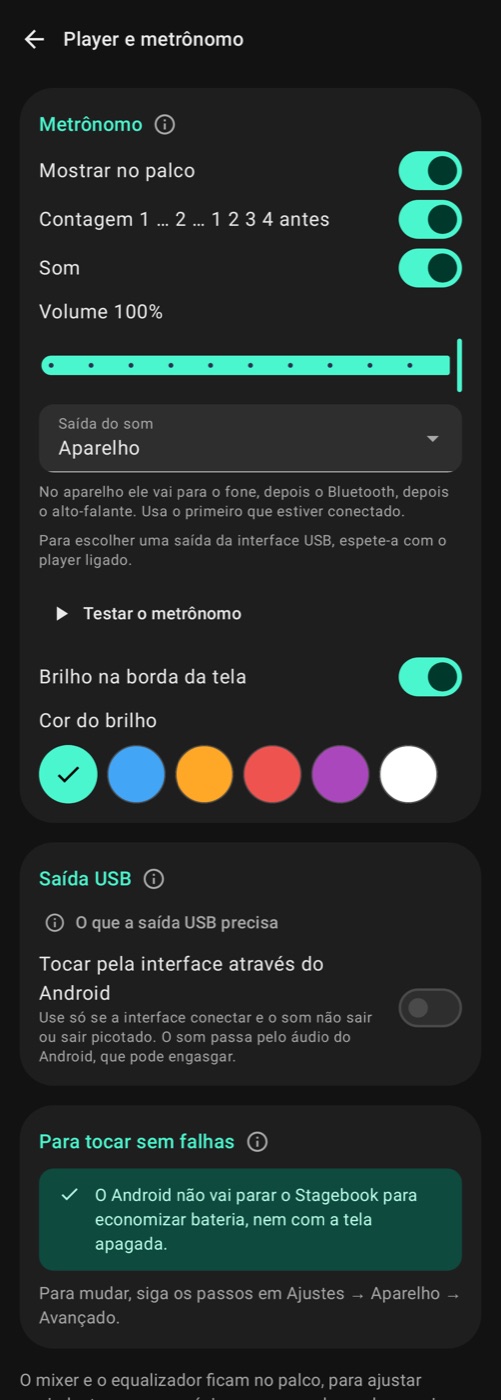 Player e metrônomo
Metrônomo
Mostrar no palco
Contagem 1 ... 2 ... 1 2 3 4 antes
Som
Volume 100%
Saída do som
Aparelho
No aparelho ele vai para o fone, depois o Bluetooth, depois
o alto-falante. Usa o primeiro que estiver conectado.
Para escolher uma saída da interface USB, espete-a com o
player ligado.
Testar o metrônomo
Brilho na borda da tela
Cor do brilho
Saída USB
O que a saída USB precisa
Tocar pela interface através do
Android
Use só se a interface conectar e o som não sair
ou sair picotado. O som passa pelo áudio do
Android, que pode engasgar.
Para tocar sem falhas
O Android não vai parar o Stagebook para
economizar bateria, nem com a tela
apagada.
Para mudar, siga os passos em Ajustes → Aparelho →
Avançado.
O mixer e o equalizador ficam no palco, para ajustar